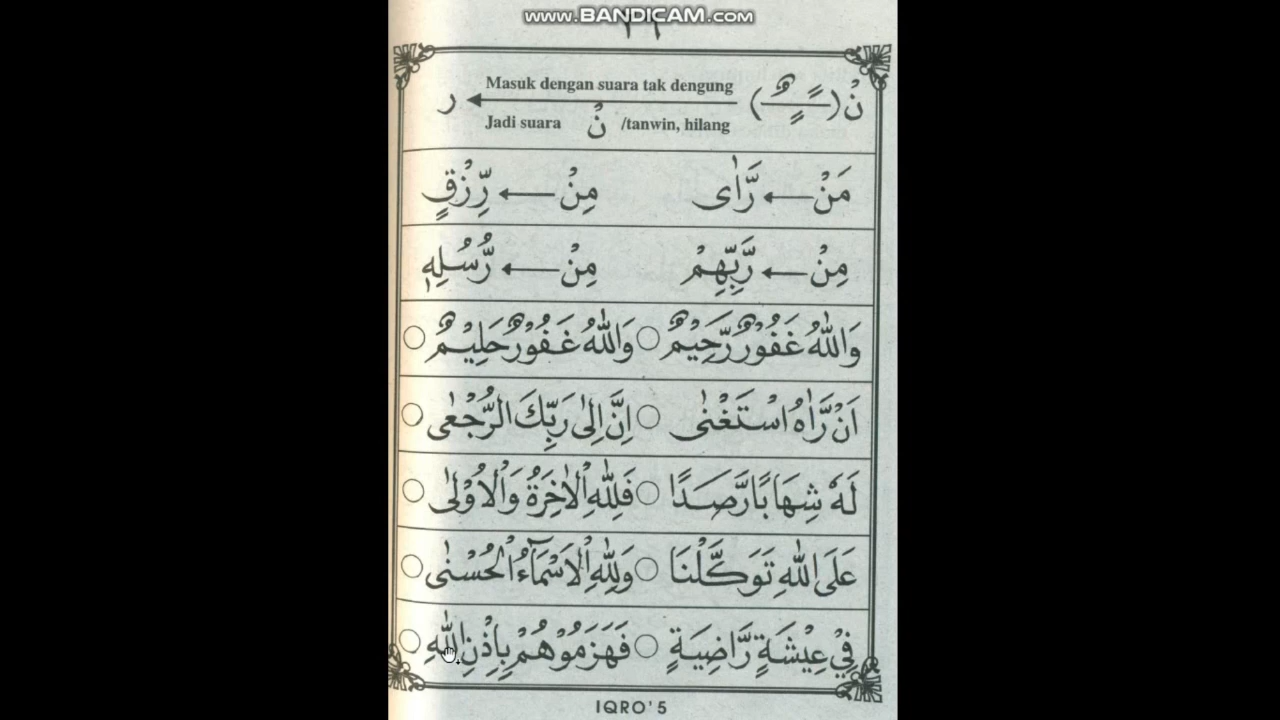 www.BANDICAM.com
٢٦
Masuk dengan suara tak dengung
نْ (ـًـٍـٌ) ر
Jadi suara نْ /tanwin, hilang
مَنْ ← رَّاٰى مِنْ ← رِّزْقٍ
مِنْ ← رَّبِّهِمْ مِنْ ← رُّسُلِهٖ
وَاللّٰهُ غَفُوْرٌ رَّحِيْمٌ ○ وَاللّٰهُ غَفُوْرٌ حَلِيْمٌ ○
اَنْ رَّاٰهُ اسْتَغْنٰى ○ اِنَّ اِلٰى رَبِّكَ الرُّجْعٰى ○
لَهٗ شِهَابًا رَّصَدًا ○ فَلِلّٰهِ الْاٰخِرَةُ وَالْاُوْلٰى ○
عَلَى اللّٰهِ تَوَكَّلْنَا ○ وَلِلّٰهِ الْاَسْمَآءُ الْحُسْنٰى ○
فِيْ عِيْشَةٍ رَّاضِيَةٍ ○ فَهَزَمُوْهُمْ بِاِذْنِ اللّٰهِ ○
IQRO'5